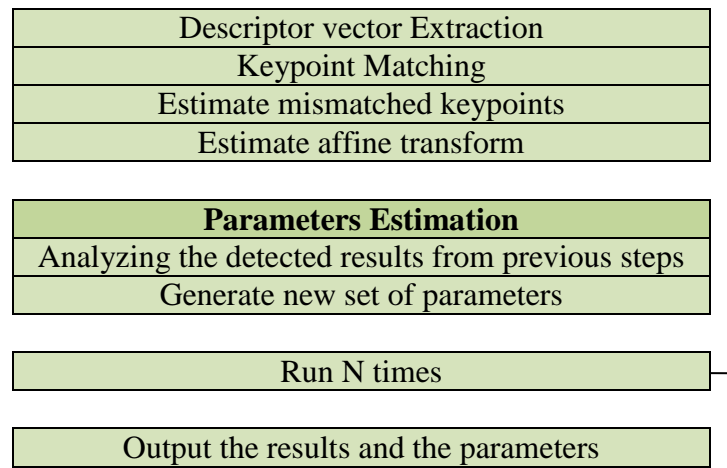 Descriptor vector Extraction
Keypoint Matching
Estimate mismatched keypoints
Estimate affine transform
Parameters Estimation
Analyzing the detected results from previous steps
Generate new set of parameters
Run N times
Output the results and the parameters